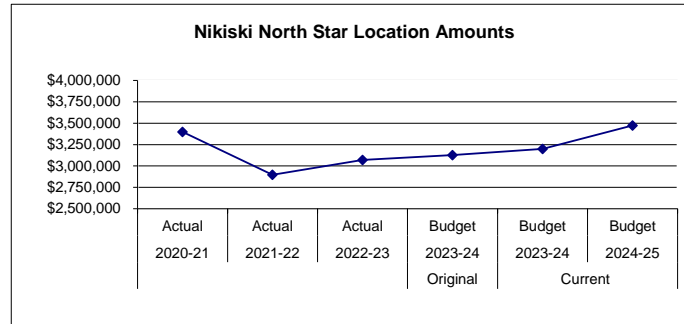 Nikiski North Star Location Amounts
$4,000,000
$3,750,000
$3,500,000
$3,250,000
$3,000,000
$2,750,000
$2,500,000
Actual Actual Actual Budget Budget Budget
2020-21 2021-22 2022-23 2023-24 2023-24 2024-25
Original Current